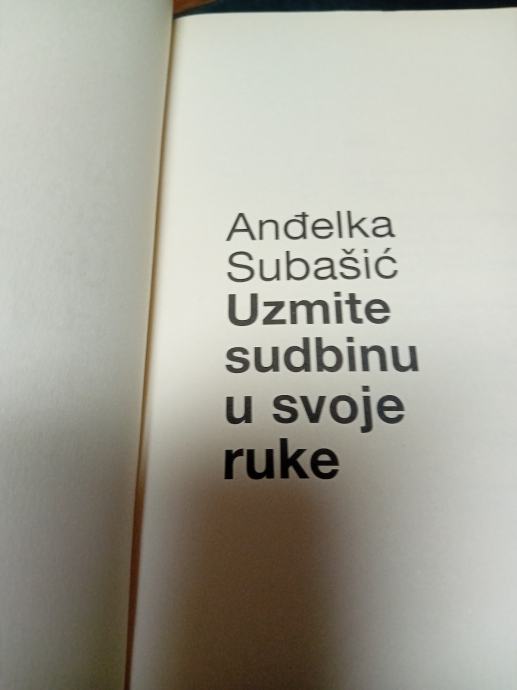 Anđelka
Subašić
Uzmite
sudbinu
u svoje
ruke